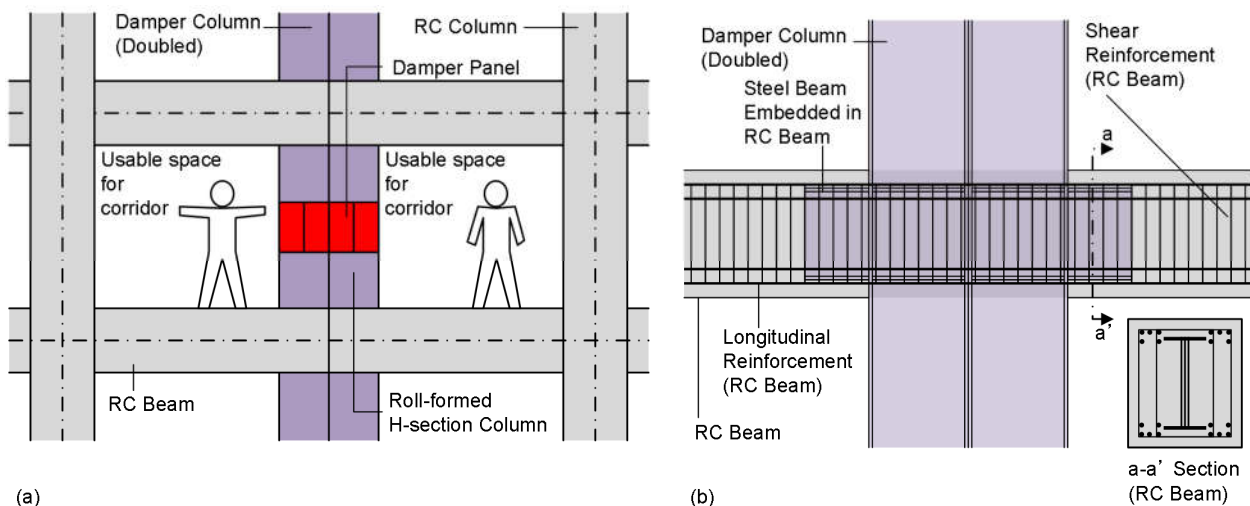 Damper Column
(Doubled)
RC Column
Damper Panel
Usable space
for
corridor
Usable space
for
corridor
RC Beam
Roll-formed
H-section Column
(a)
Damper Column
(Doubled)
Steel Beam
Embedded in
RC Beam
Shear
Reinforcement
(RC Beam)
a
a'
Longitudinal
Reinforcement
(RC Beam)
RC Beam
a-a' Section
(RC Beam)
(b)